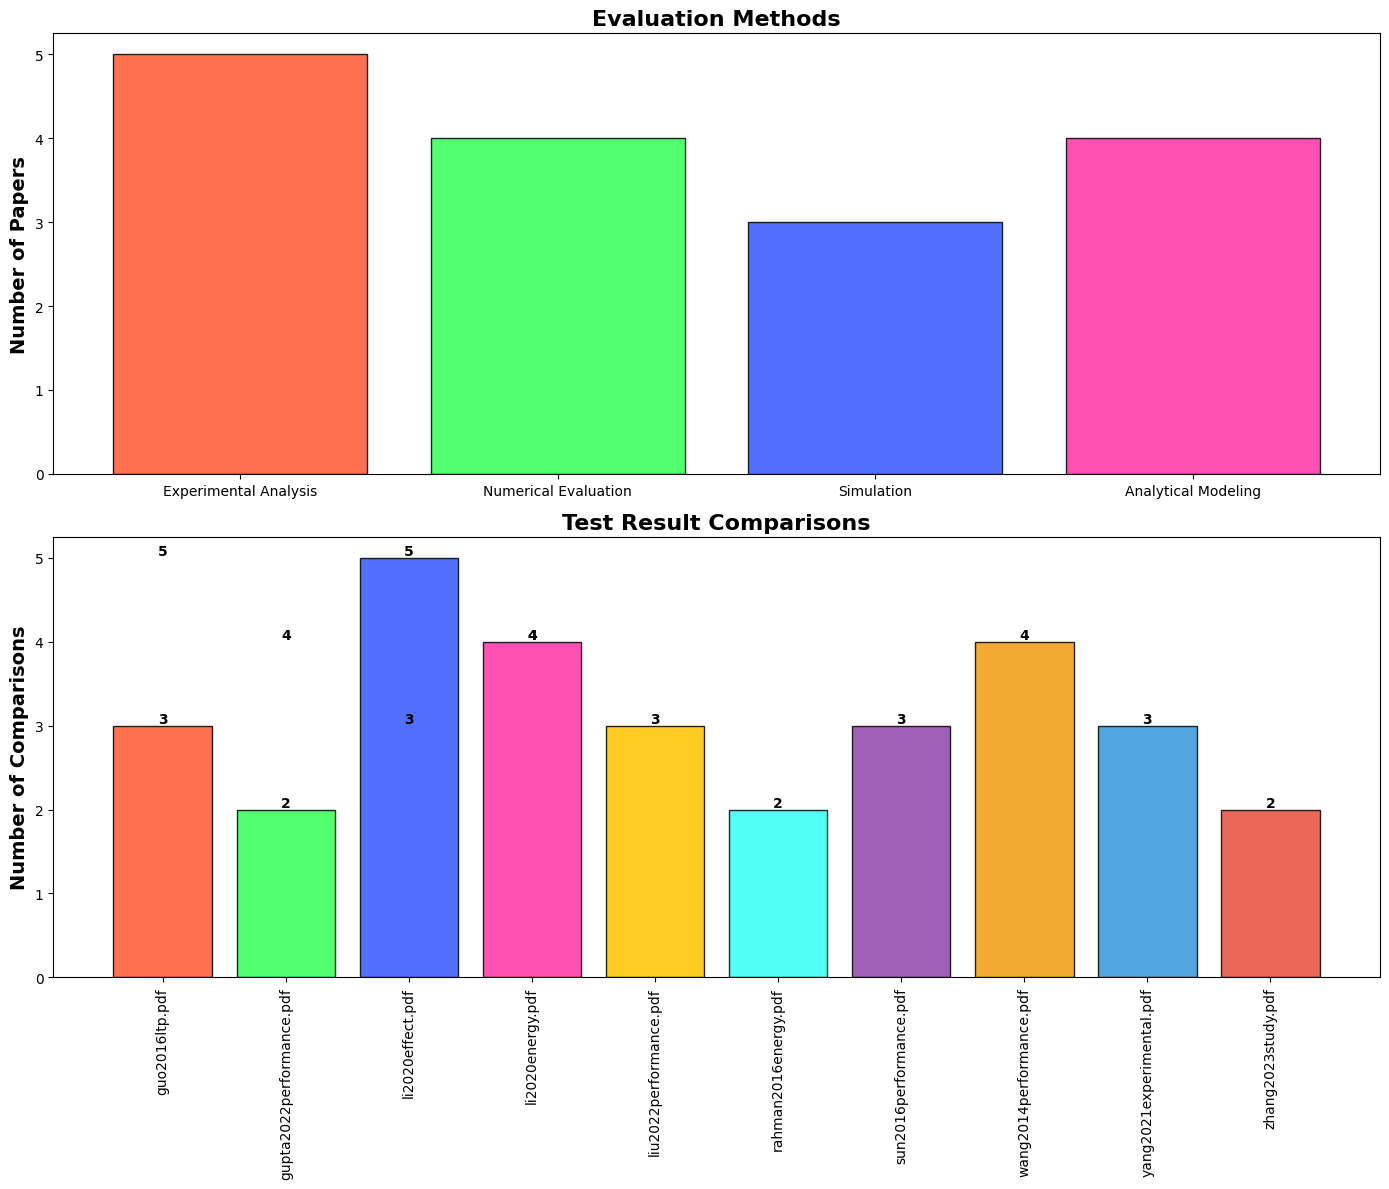 Evaluation Methods
Number of Papers
5
4
3
2
1
0
Experimental Analysis
Numerical Evaluation
Simulation
Analytical Modeling
Test Result Comparisons
Number of Comparisons
5
4
3
2
1
0
5
5
4
4
4
3
3
3
3
3
2
2
2
guo2016ltp.pdf
gupta2022performance.pdf
li2020effect.pdf
li2020energy.pdf
liu2022performance.pdf
rahman2016energy.pdf
sun2016performance.pdf
wang2014performance.pdf
yang2021experimental.pdf
zhang2023study.pdf